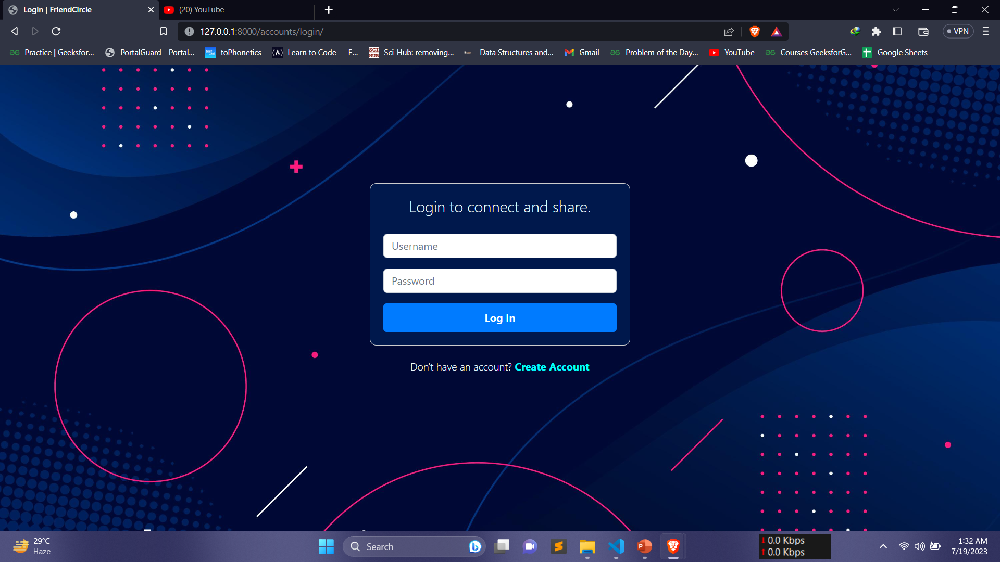 Login | FriendCircle
(20) YouTube
127.0.0.1:8000/accounts/login/
VPN
Practice | Geeksfor...
PortalGuard - Portal...
toPhonetics
Learn to Code — F...
SCI HUB
Sci-Hub: removing...
Data Structures and...
Gmail
Problem of the Day...
YouTube
Courses GeeksforG...
Google Sheets
Login to connect and share.
Username
Password
Log In
Don't have an account? Create Account
29°C
Haze
Search
0.0 Kbps
0.0 Kbps
1:32 AM
7/19/2023